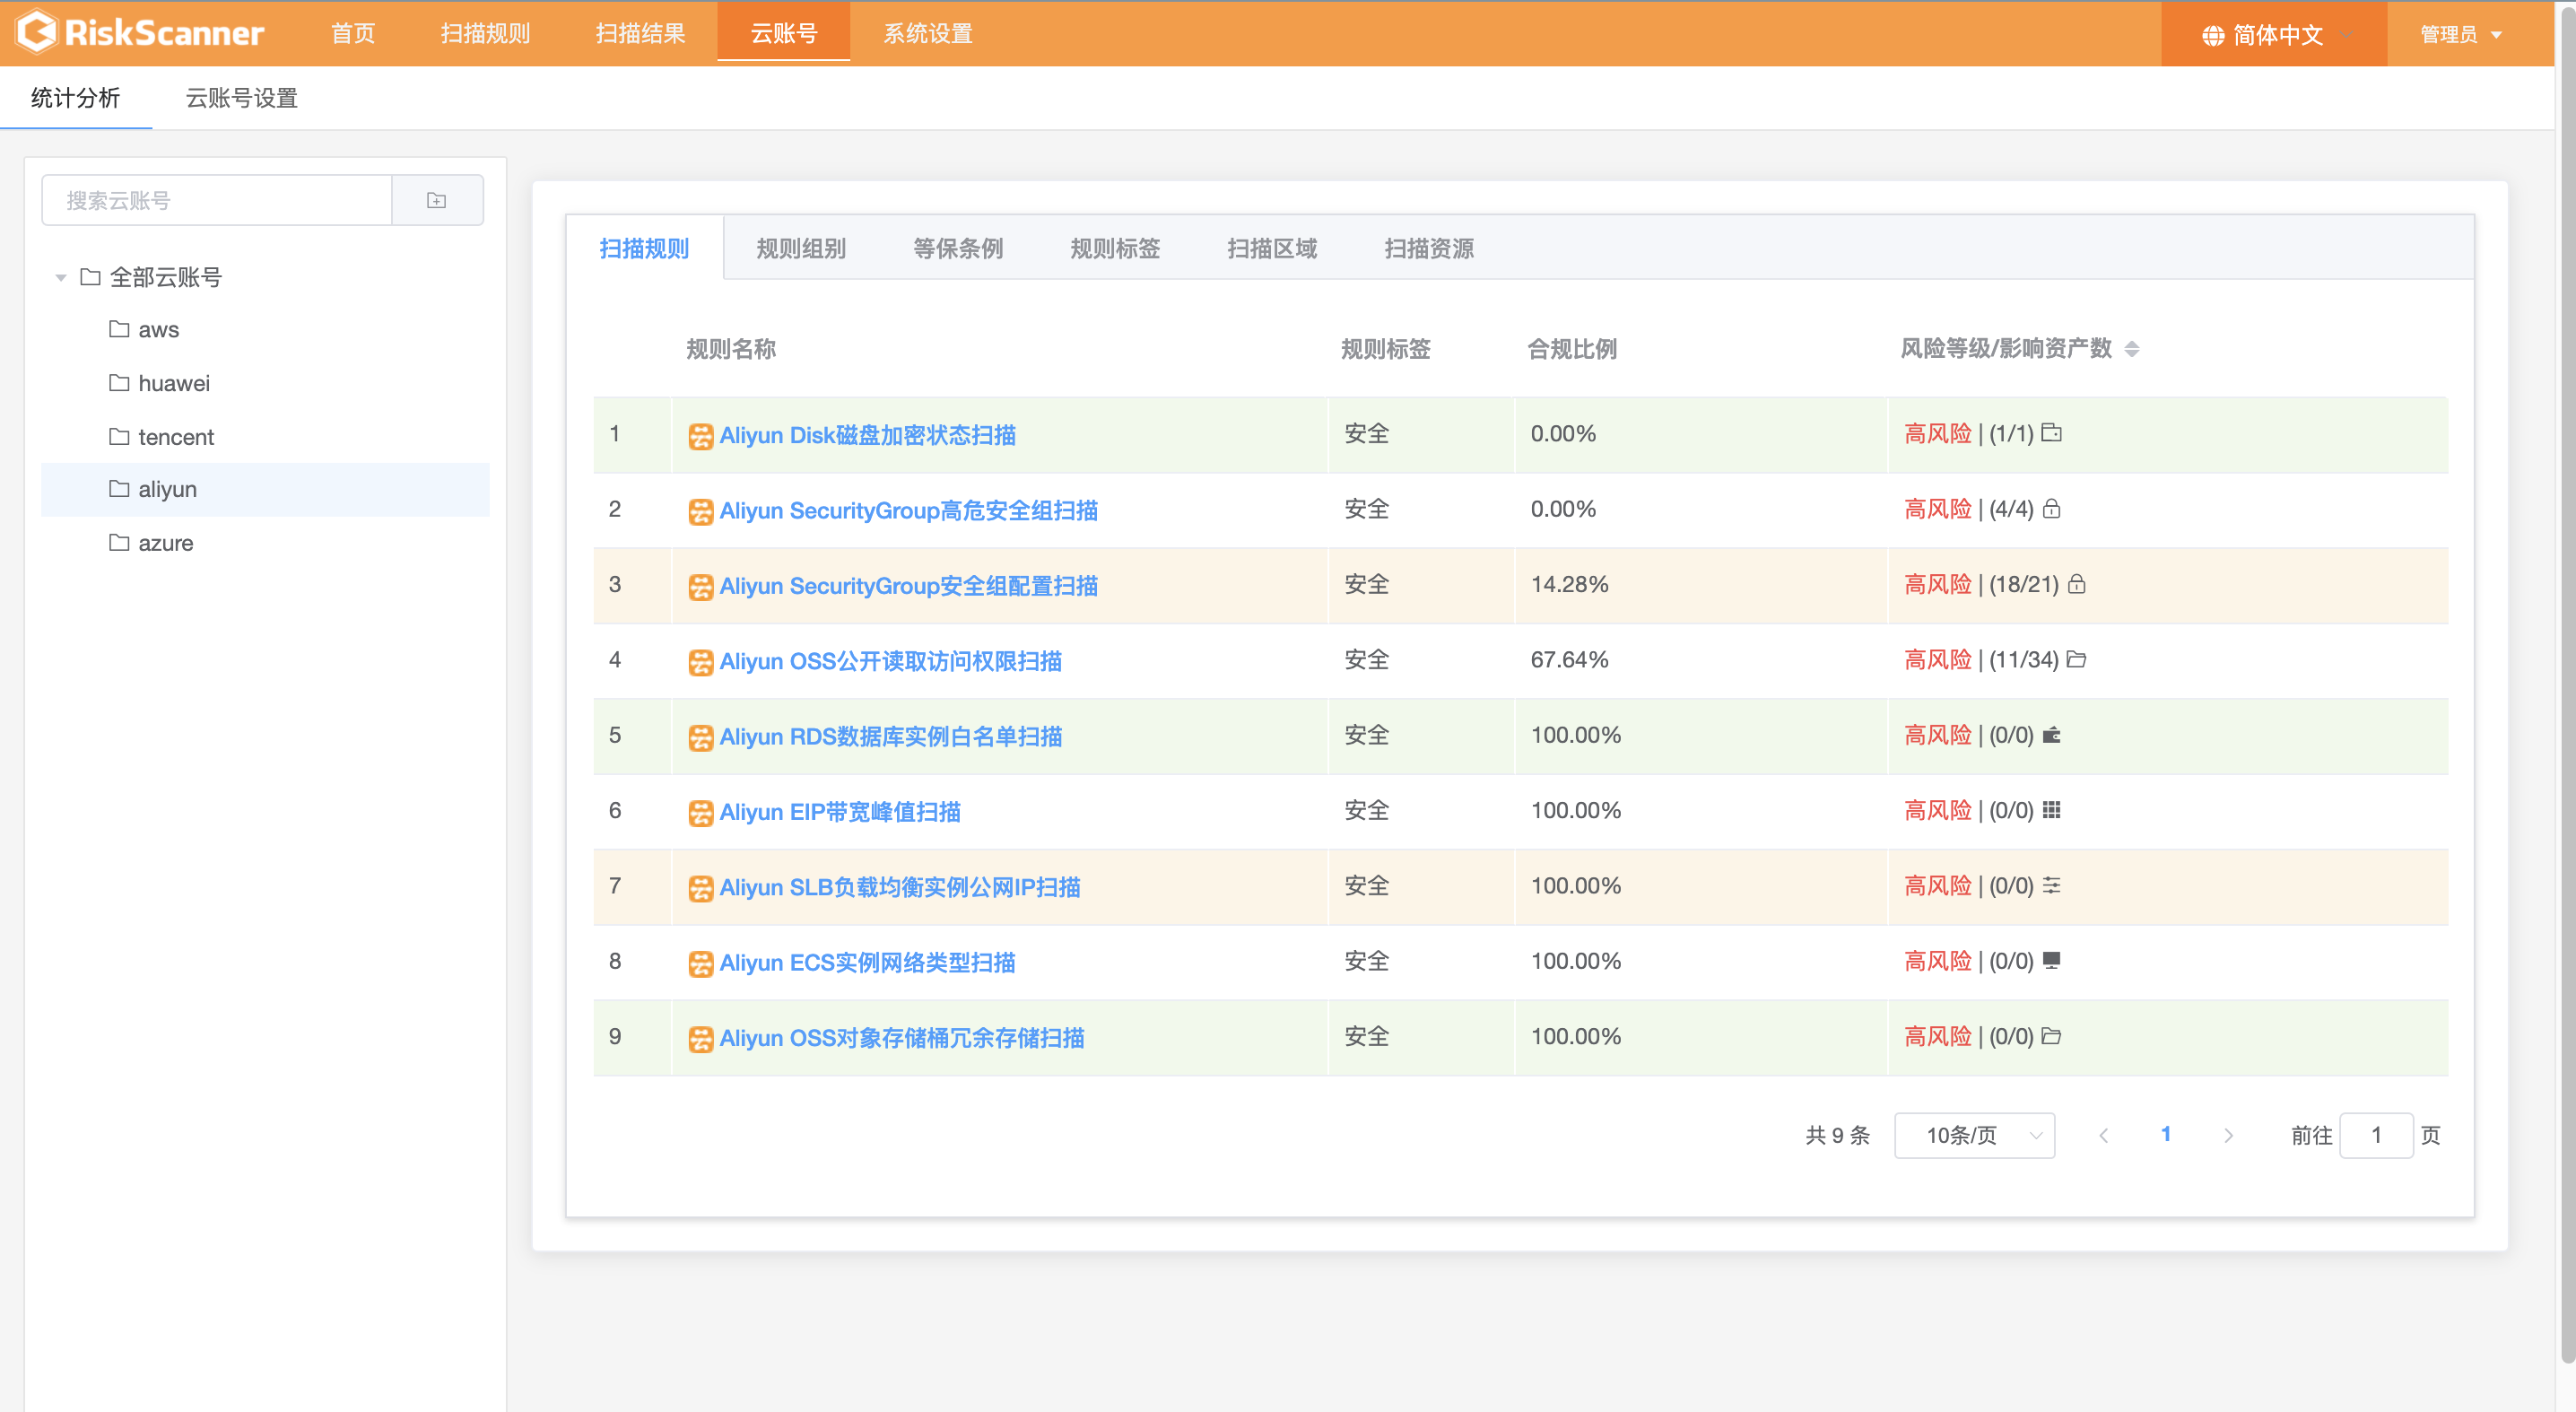 RiskScanner 首页 扫描规则 扫描结果 云账号 系统设置 简体中文 管理员
统计分析 云账号设置
搜索云账号
全部云账号
aws
huawei
tencent
aliyun
azure
扫描规则 规则组别 等保条例 规则标签 扫描区域 扫描资源
规则名称 规则标签 合规比例 风险等级/影响资产数
1 Aliyun Disk磁盘加密状态扫描 安全 0.00% 高风险 | (1/1)
2 Aliyun SecurityGroup高危安全组扫描 安全 0.00% 高风险 | (4/4)
3 Aliyun SecurityGroup安全组配置扫描 安全 14.28% 高风险 | (18/21)
4 Aliyun OSS公开读取访问权限扫描 安全 67.64% 高风险 | (11/34)
5 Aliyun RDS数据库实例白名单扫描 安全 100.00% 高风险 | (0/0)
6 Aliyun EIP带宽峰值扫描 安全 100.00% 高风险 | (0/0)
7 Aliyun SLB负载均衡实例公网IP扫描 安全 100.00% 高风险 | (0/0)
8 Aliyun ECS实例网络类型扫描 安全 100.00% 高风险 | (0/0)
9 Aliyun OSS对象存储桶冗余存储扫描 安全 100.00% 高风险 | (0/0)
共 9 条 10条/页 1 前往 1 页